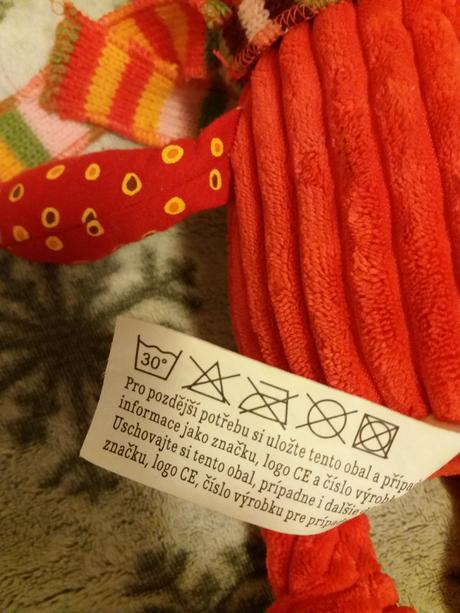 30°
Pro pozdější potřebu si uložte tento obal a
informace jako značku, logo CE a číslo
Uschovajte si tento obal, prípadne i ďalšie
značku, logo CE, číslo výrobku pre